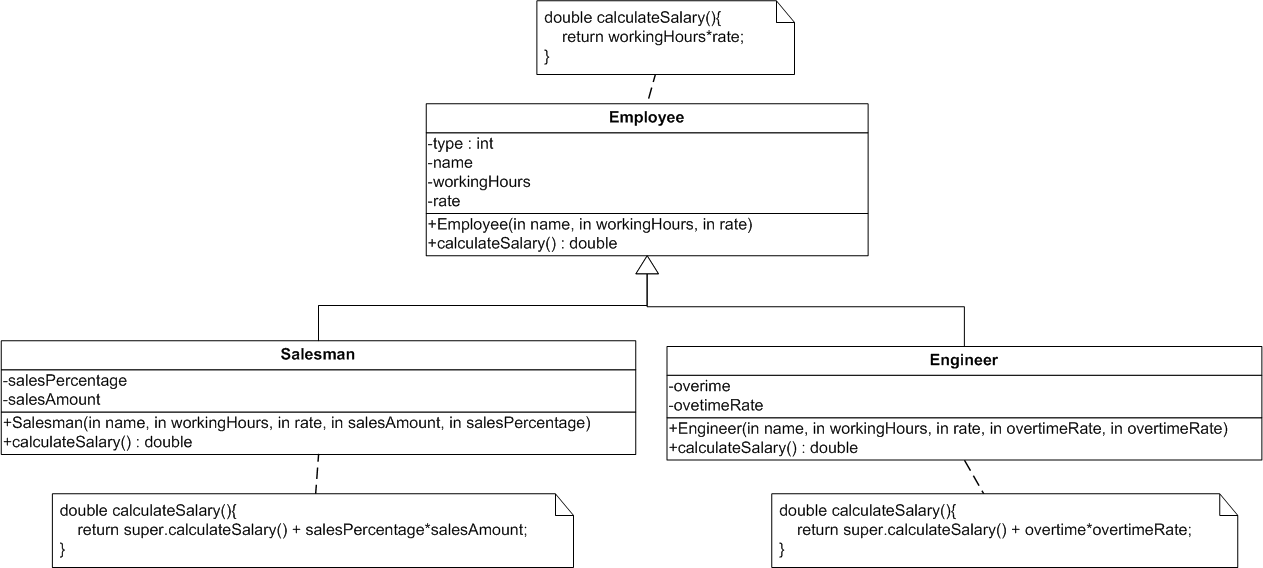 double calculateSalary(){
return workingHours*rate;
}
Employee
-type : int
-name
-workingHours
-rate
+Employee(in name, in workingHours, in rate)
+calculateSalary() : double
Salesman
-salesPercentage
-salesAmount
+Salesman(in name, in workingHours, in rate, in salesAmount, in salesPercentage)
+calculateSalary() : double
double calculateSalary(){
return super.calculateSalary() + salesPercentage*salesAmount;
}
Engineer
-overime
-ovetimeRate
+Engineer(in name, in workingHours, in rate, in overtimeRate, in overtimeRate)
+calculateSalary() : double
double calculateSalary(){
return super.calculateSalary() + overtime*overtimeRate;
}